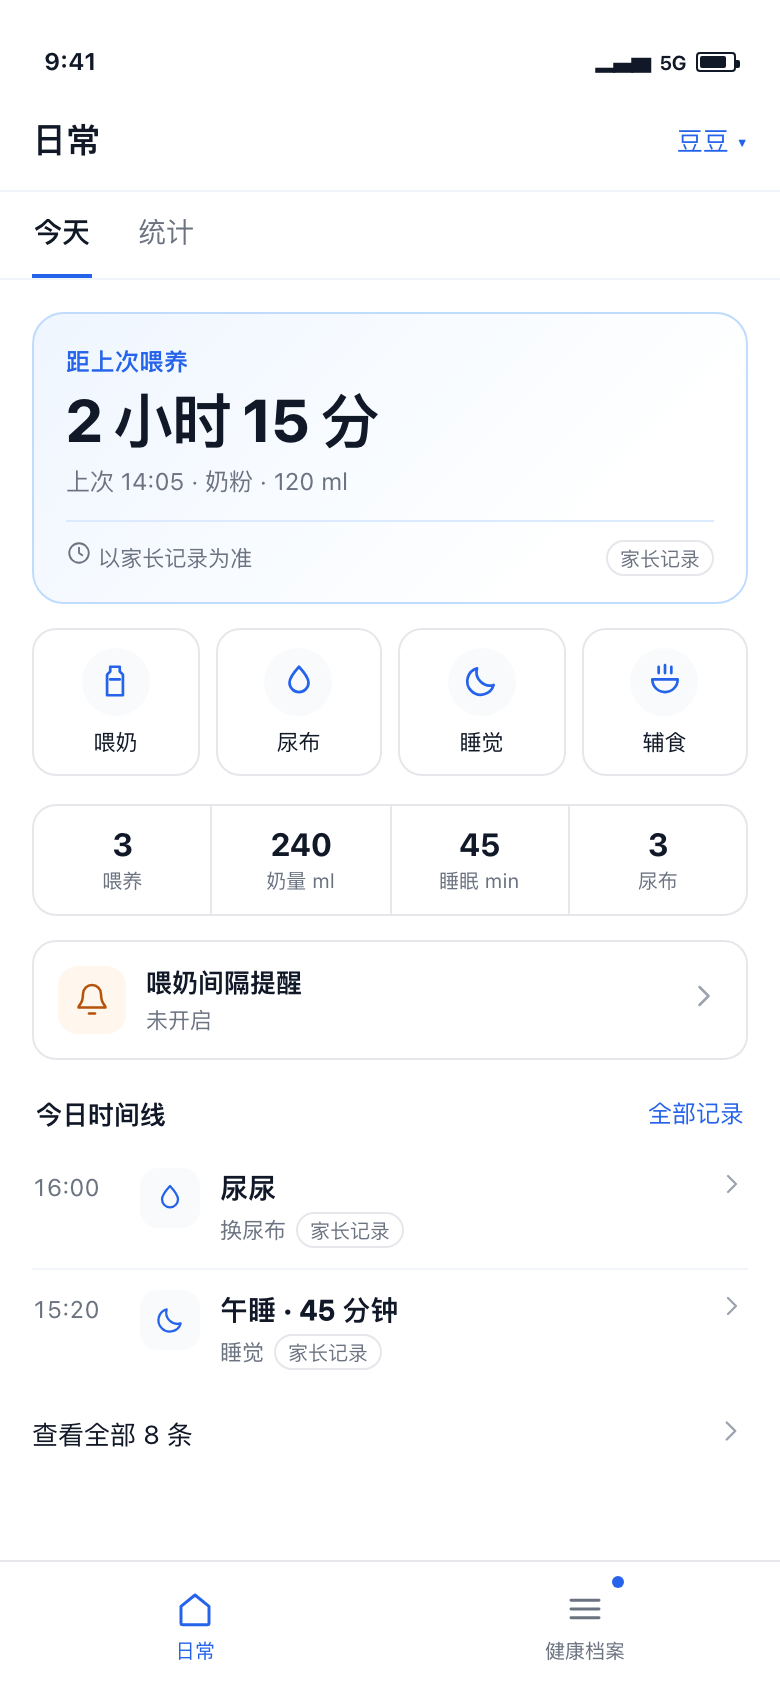 9:41 5G
日常 豆豆 ▾
今天 统计
距上次喂养
2 小时 15 分
上次 14:05 · 奶粉 · 120 ml
以家长记录为准 家长记录
喂奶 尿布 睡觉 辅食
3 240 45 3
喂养 奶量 ml 睡眠 min 尿布
喂奶间隔提醒
未开启
今日时间线 全部记录
16:00 尿尿
换尿布 家长记录
15:20 午睡 · 45 分钟
睡觉 家长记录
查看全部 8 条
日常 健康档案